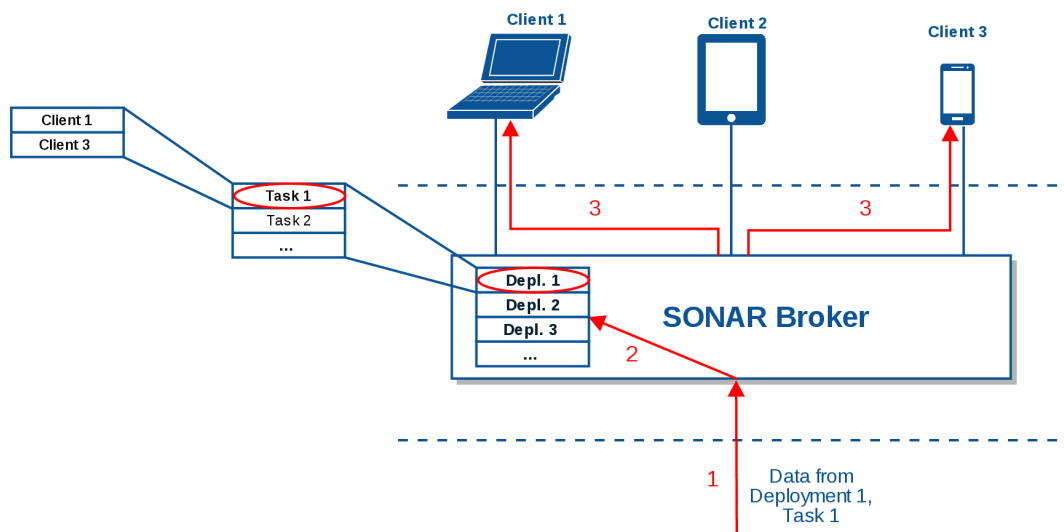 Client 1
Client 2
Client 3
Client 1
Client 3
Task 1
Task 2
...
3
3
Depl. 1
Depl. 2
Depl. 3
...
SONAR Broker
2
1
Data from
Deployment 1,
Task 1